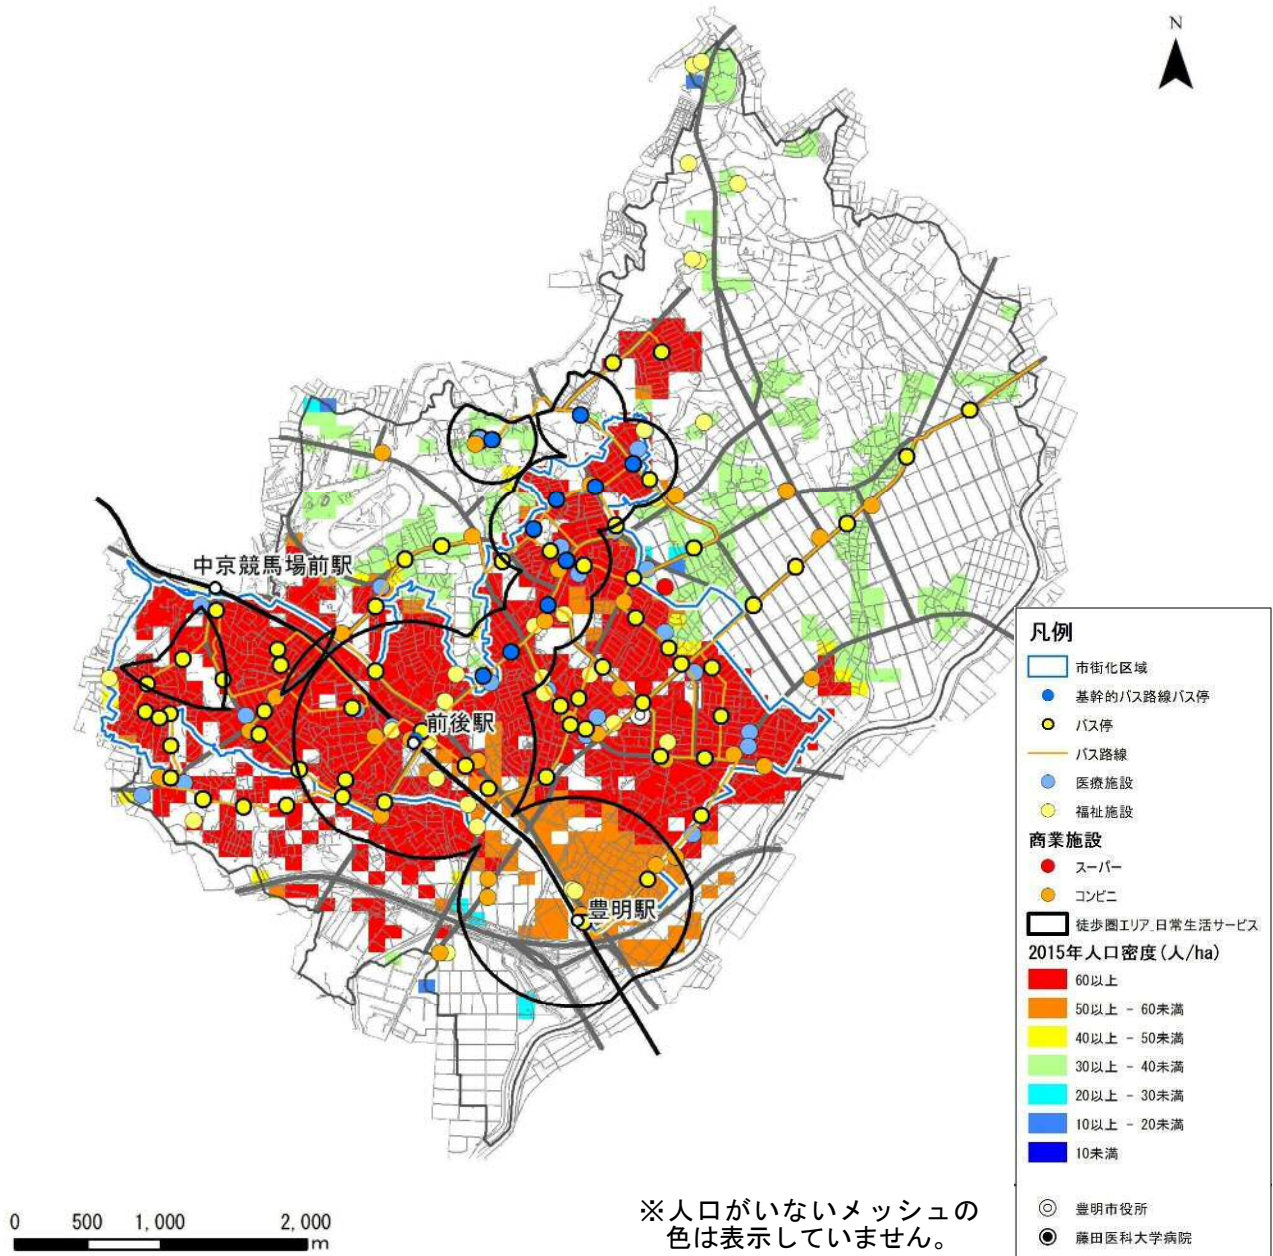 N
中京競馬場前駅
前後駅
豊明駅
凡例
市街化区域
基幹的バス路線バス停
バス停
バス路線
医療施設
福祉施設
商業施設
スーパー
コンビニ
徒歩圏エリア_日常生活サービス
2015年人口密度(人/ha)
60以上
50以上 - 60未満
40以上 - 50未満
30以上 - 40未満
20以上 - 30未満
10以上 - 20未満
10未満
豊明市役所
藤田医科大学病院
0 500 1,000 2,000
m
※人口がいないメッシュの
色は表示していません。